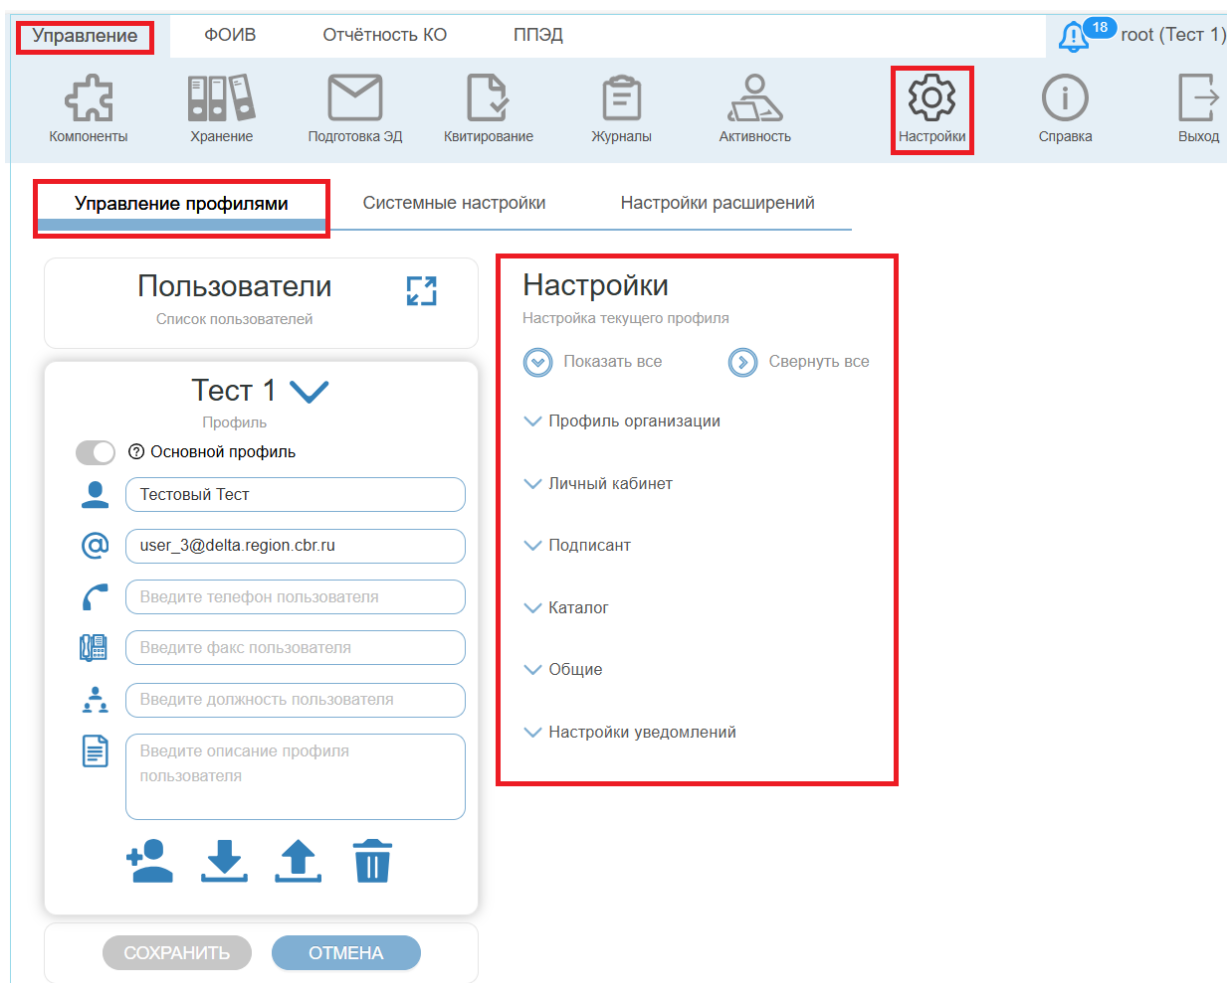 Управление ФОИВ Отчётность КО ППЭД 18 root (Тест 1)
Компоненты Хранение Подготовка ЭД Квитирование Журналы Активность Настройки Справка Выход
Управление профилями Системные настройки Настройки расширений
Пользователи
Список пользователей
Тест 1
Профиль
Основной профиль
Тестовый Тест
user_3@delta.region.cbr.ru
Введите телефон пользователя
Введите факс пользователя
Введите должность пользователя
Введите описание профиля
пользователя
СОХРАНИТЬ ОТМЕНА
Настройки
Настройка текущего профиля
Показать все Свернуть все
Профиль организации
Личный кабинет
Подписант
Каталог
Общие
Настройки уведомлений